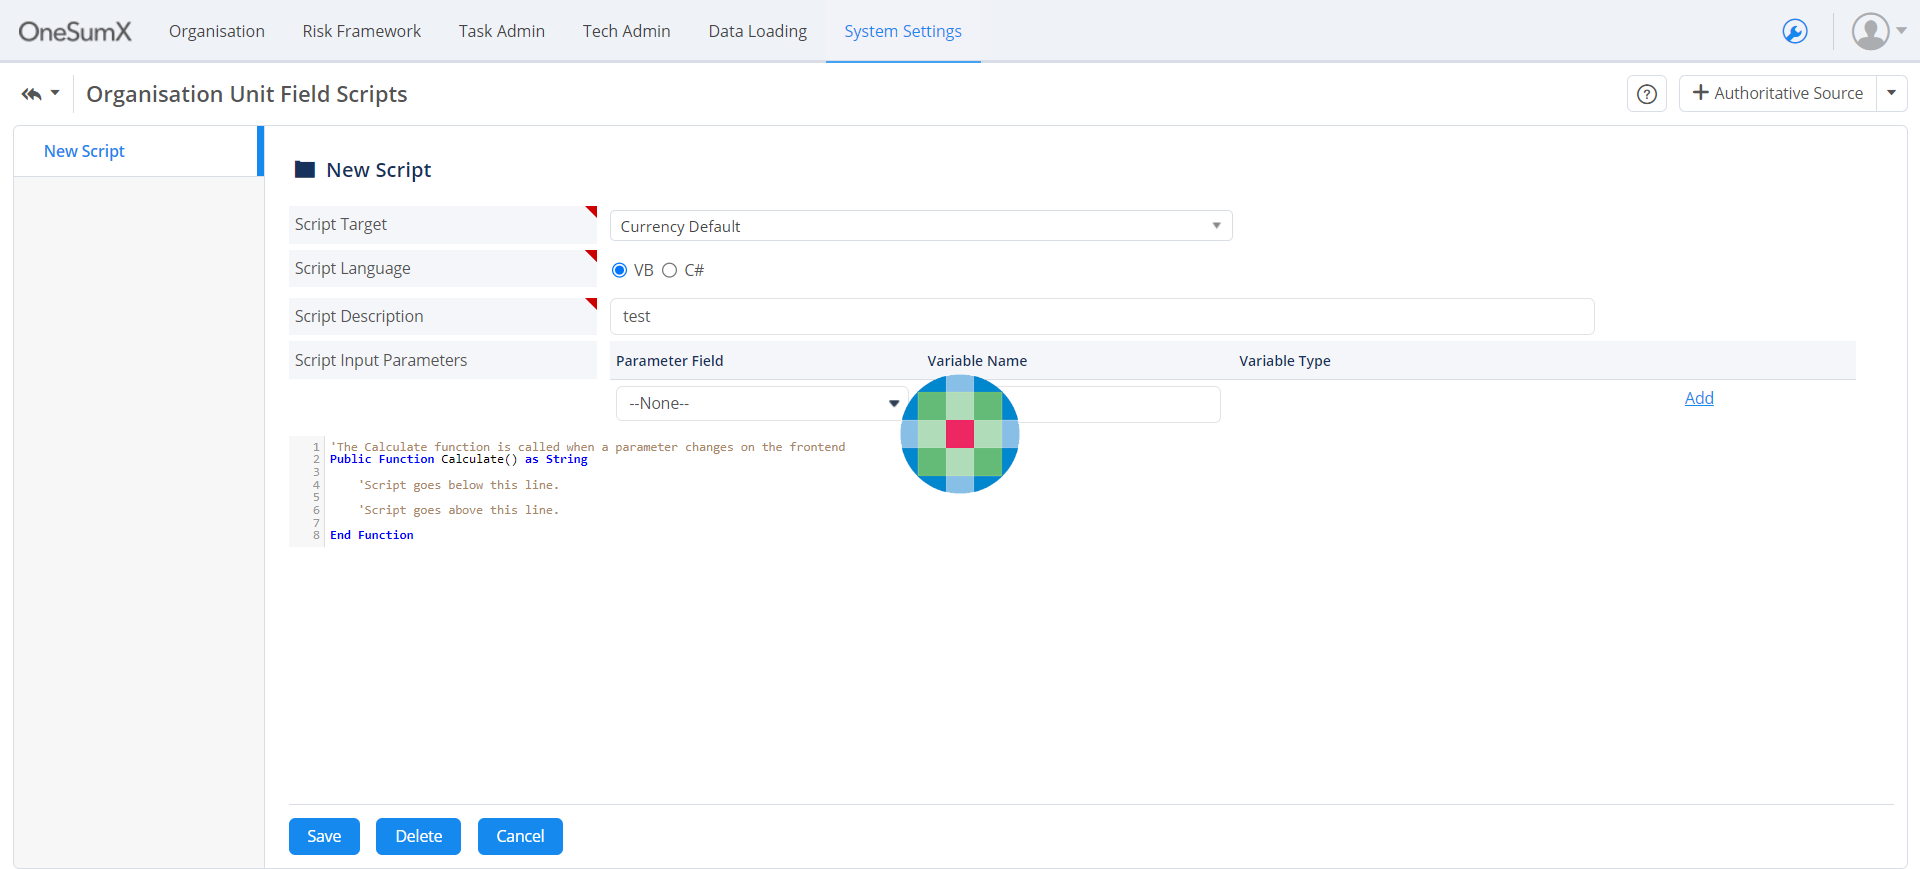 OneSumX Organisation Risk Framework Task Admin Tech Admin Data Loading System Settings
Organisation Unit Field Scripts
? + Authoritative Source
New Script
New Script
Script Target Currency Default
Script Language VB C#
Script Description test
Script Input Parameters Parameter Field Variable Name Variable Type
--None-- Add
1 'The Calculate function is called when a parameter changes on the frontend
2 Public Function Calculate() as String
3
4 'Script goes below this line.
5
6 'Script goes above this line.
7
8 End Function
Save Delete Cancel